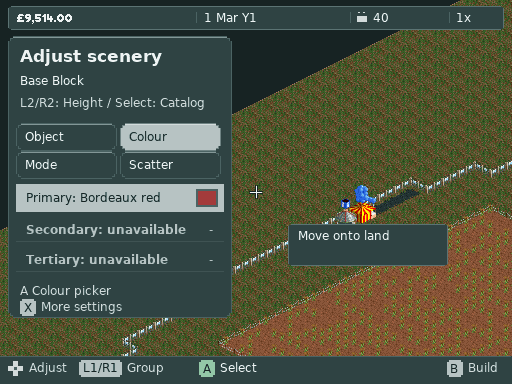 £9,514.00
1 Mar Y1
40
1x
Adjust scenery
Base Block
L2/R2: Height / Select: Catalog
Object
Colour
Mode
Scatter
Primary: Bordeaux red
Secondary: unavailable -
Tertiary: unavailable -
A Colour picker
X More settings
Move onto land
Adjust
L1/R1 Group
A Select
B Build